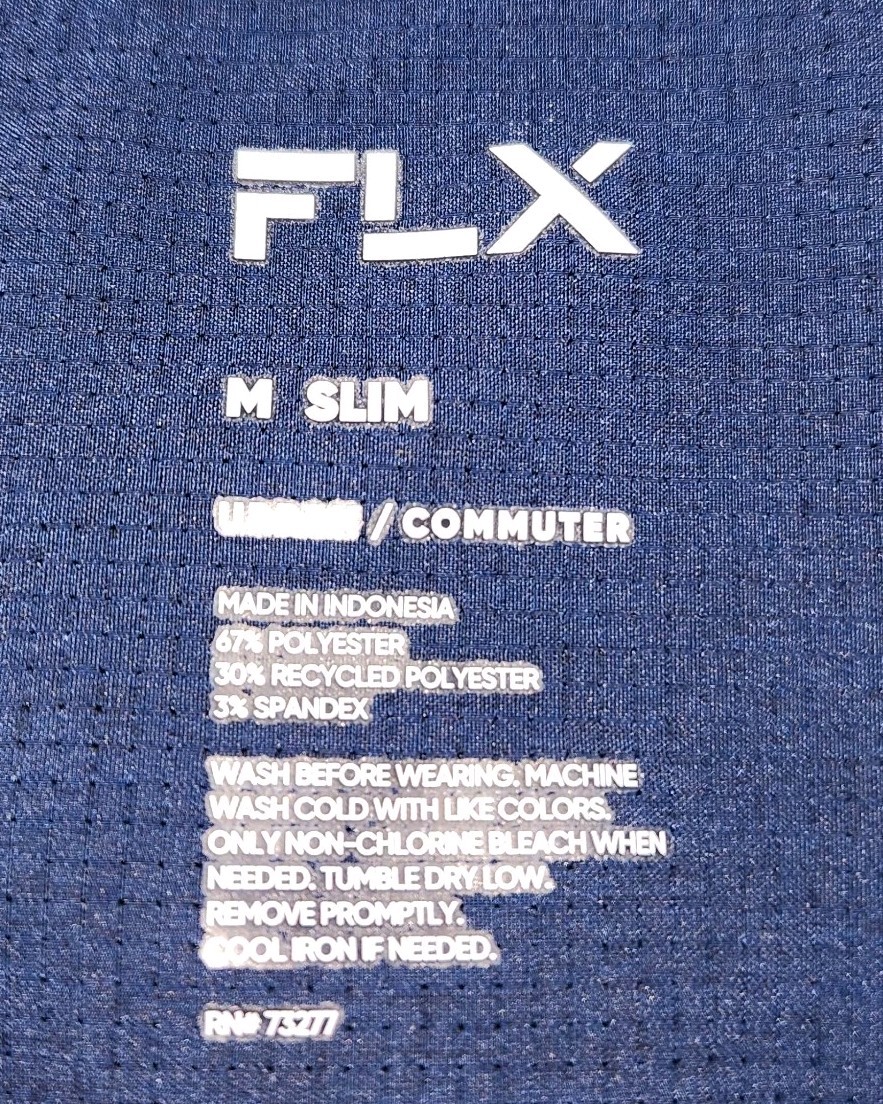 FLX
M SLIM
/ COMMUTER
MADE IN INDONESIA
67% POLYESTER
30% RECYCLED POLYESTER
3% SPANDEX
WASH BEFORE WEARING. MACHINE
WASH COLD WITH LIKE COLORS.
ONLY NON-CHLORINE BLEACH WHEN
NEEDED. TUMBLE DRY LOW.
REMOVE PROMPTLY.
COOL IRON IF NEEDED.
RN# 73277